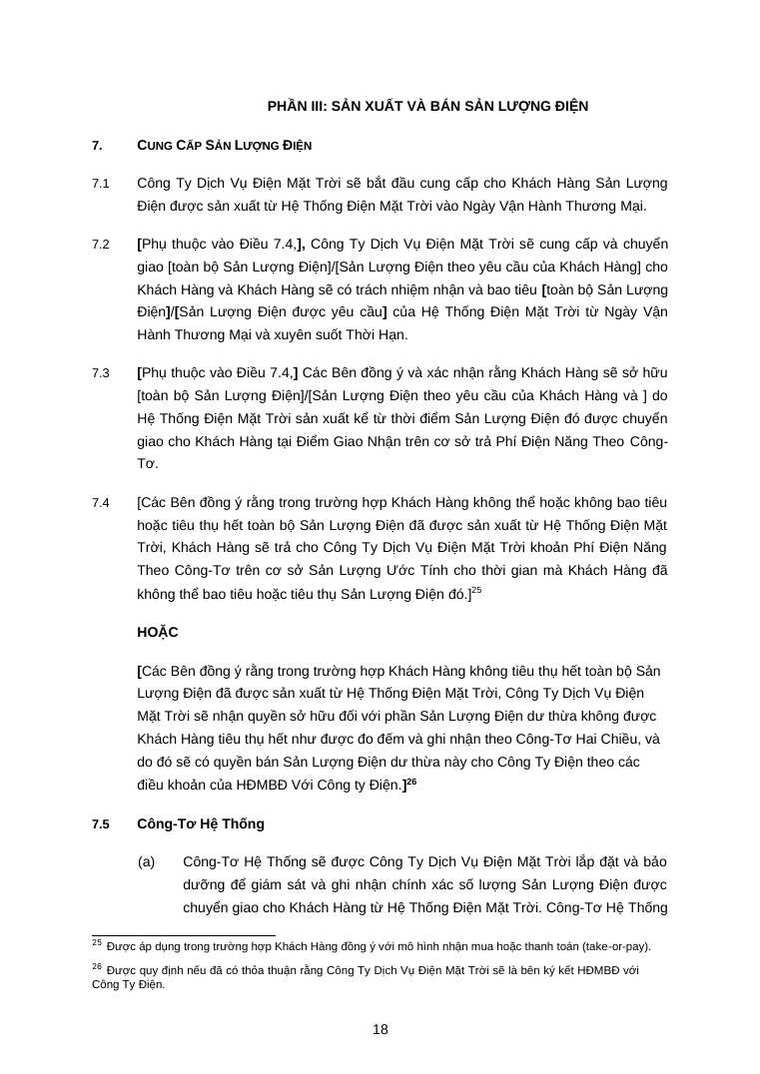 PHẦN III: SẢN XUẤT VÀ BÁN SẢN LƯỢNG ĐIỆN
7. CUNG CẤP SẢN LƯỢNG ĐIỆN
7.1 Công Ty Dịch Vụ Điện Mặt Trời sẽ bắt đầu cung cấp cho Khách Hàng Sản Lượng
Điện được sản xuất từ Hệ Thống Điện Mặt Trời vào Ngày Vận Hành Thương Mại.
7.2 [Phụ thuộc vào Điều 7.4,], Công Ty Dịch Vụ Điện Mặt Trời sẽ cung cấp và chuyển
giao [toàn bộ Sản Lượng Điện]/[Sản Lượng Điện theo yêu cầu của Khách Hàng] cho
Khách Hàng và Khách Hàng sẽ có trách nhiệm nhận và bao tiêu [toàn bộ Sản Lượng
Điện]/[Sản Lượng Điện được yêu cầu] của Hệ Thống Điện Mặt Trời từ Ngày Vận
Hành Thương Mại và xuyên suốt Thời Hạn.
7.3 [Phụ thuộc vào Điều 7.4,] Các Bên đồng ý và xác nhận rằng Khách Hàng sẽ sở hữu
[toàn bộ Sản Lượng Điện]/[Sản Lượng Điện theo yêu cầu của Khách Hàng và ] do
Hệ Thống Điện Mặt Trời sản xuất kể từ thời điểm Sản Lượng Điện đó được chuyển
giao cho Khách Hàng tại Điểm Giao Nhận trên cơ sở trả Phí Điện Năng Theo Công-
Tơ.
7.4 [Các Bên đồng ý rằng trong trường hợp Khách Hàng không thể hoặc không bao tiêu
hoặc tiêu thụ hết toàn bộ Sản Lượng Điện đã được sản xuất từ Hệ Thống Điện Mặt
Trời, Khách Hàng sẽ trả cho Công Ty Dịch Vụ Điện Mặt Trời khoản Phí Điện Năng
Theo Công-Tơ trên cơ sở Sản Lượng Ước Tính cho thời gian mà Khách Hàng đã
không thể bao tiêu hoặc tiêu thụ Sản Lượng Điện đó.]25
HOẶC
[Các Bên đồng ý rằng trong trường hợp Khách Hàng không tiêu thụ hết toàn bộ Sản
Lượng Điện đã được sản xuất từ Hệ Thống Điện Mặt Trời, Công Ty Dịch Vụ Điện
Mặt Trời sẽ nhận quyền sở hữu đối với phần Sản Lượng Điện dư thừa không được
Khách Hàng tiêu thụ hết như được đo đếm và ghi nhận theo Công-Tơ Hai Chiều, và
do đó sẽ có quyền bán Sản Lượng Điện dư thừa này cho Công Ty Điện theo các
điều khoản của HĐMBĐ Với Công ty Điện.]26
7.5 Công-Tơ Hệ Thống
(a) Công-Tơ Hệ Thống sẽ được Công Ty Dịch Vụ Điện Mặt Trời lắp đặt và bảo
dưỡng để giám sát và ghi nhận chính xác số lượng Sản Lượng Điện được
chuyển giao cho Khách Hàng từ Hệ Thống Điện Mặt Trời. Công-Tơ Hệ Thống
25 Được áp dụng trong trường hợp Khách Hàng đồng ý với mô hình nhận mua hoặc thanh toán (take-or-pay).
26 Được quy định nếu đã có thỏa thuận rằng Công Ty Dịch Vụ Điện Mặt Trời sẽ là bên ký kết HĐMBĐ với
Công Ty Điện.
18